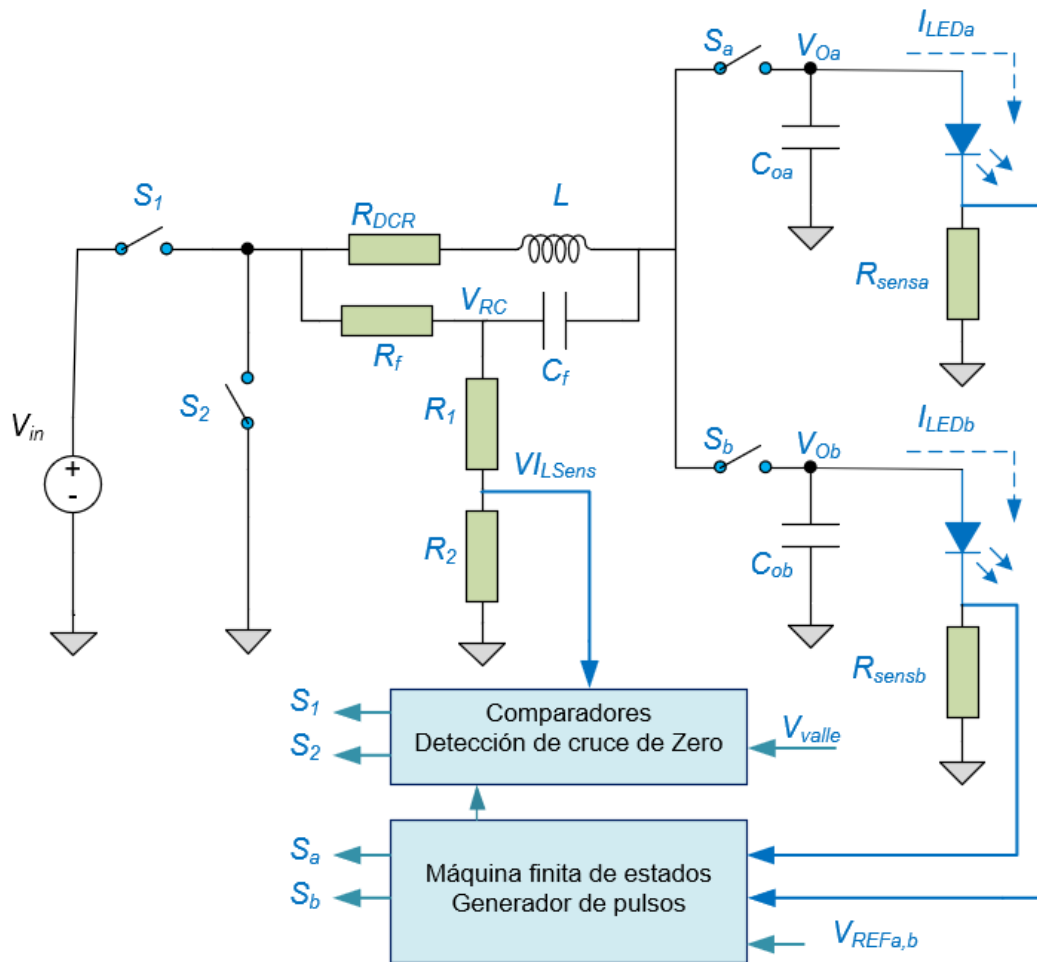 I_LEDa
S_a
V_Oa
C_oa
S_1
R_DCR
L
R_sensa
V_RC
R_f
C_f
S_2
R_1
I_LEDb
V_in
+
-
S_b
V_Ob
VI_LSens
R_2
C_ob
R_sensb
S_1
Comparadores
Detección de cruce de Zero
V_valle
S_2
S_a
Máquina finita de estados
Generador de pulsos
S_b
V_REFa,b